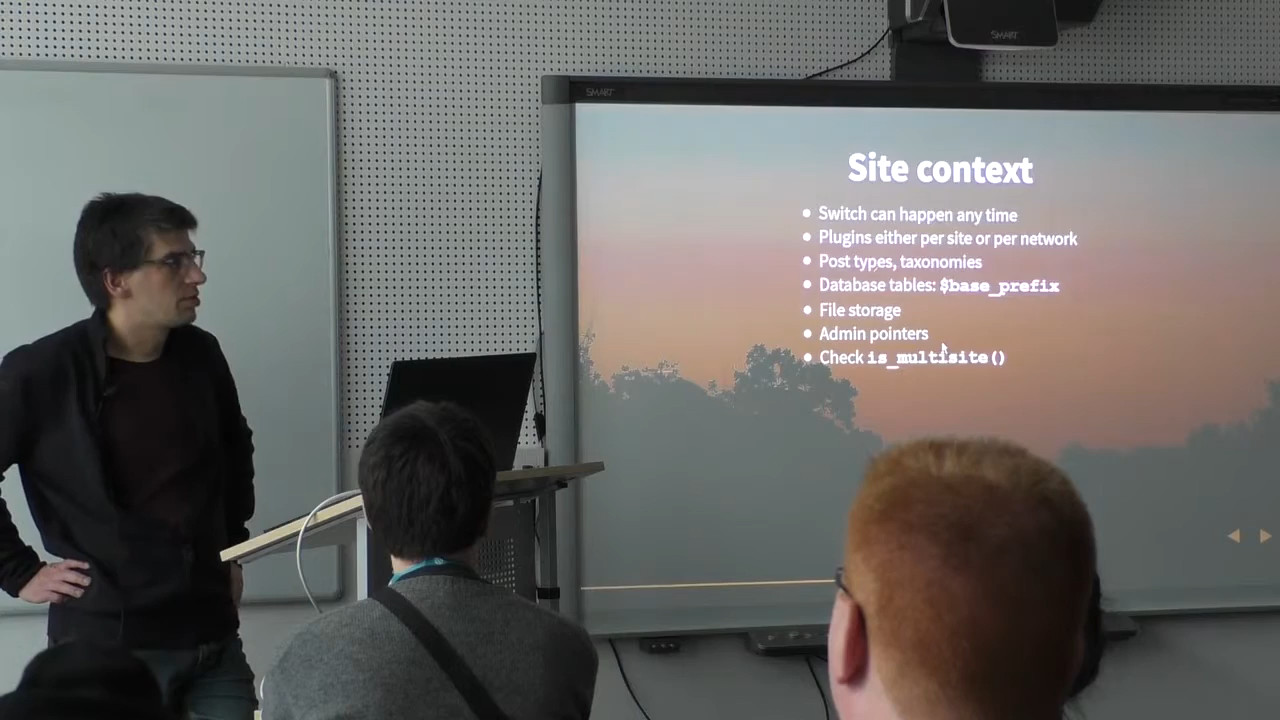 SMART
SMART
Site context
• Switch can happen any time
• Plugins either per site or per network
• Post types, taxonomies
• Database tables: $base_prefix
• File storage
• Admin pointers
• Check is_multisite()